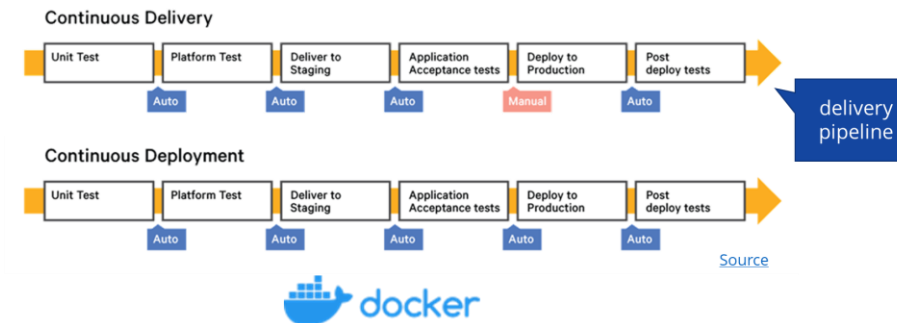 Continuous Delivery
Unit Test
Platform Test
Deliver to
Staging
Application
Acceptance tests
Deploy to
Production
Post
deploy tests
Auto
Auto
Auto
Manual
Auto
delivery
pipeline
Continuous Deployment
Unit Test
Platform Test
Deliver to
Staging
Application
Acceptance tests
Deploy to
Production
Post
deploy tests
Auto
Auto
Auto
Auto
Auto
Source
docker